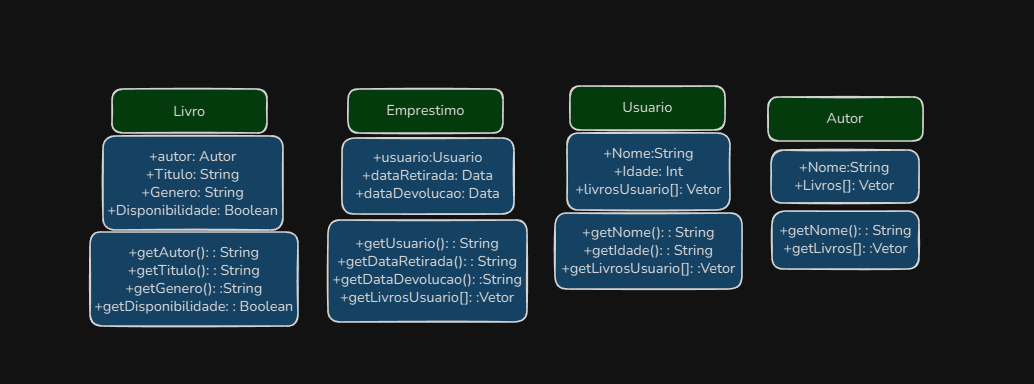 Livro
+autor: Autor
+Titulo: String
+Genero: String
+Disponibilidade: Boolean
+getAutor(): : String
+getTitulo(): : String
+getGenero(): :String
+getDisponibilidade: : Boolean
Emprestimo
+usuario:Usuario
+dataRetirada: Data
+dataDevolucao: Data
+getUsuario(): : String
+getDataRetirada(): : String
+getDataDevolucao(): :String
+getLivrosUsuario[]: :Vetor
Usuario
+Nome:String
+Idade: Int
+livrosUsuario[]: Vetor
+getNome(): : String
+getIdade(): : String
+getLivrosUsuario[]: :Vetor
Autor
+Nome:String
+Livros[]: Vetor
+getNome(): : String
+getLivros[]: :Vetor